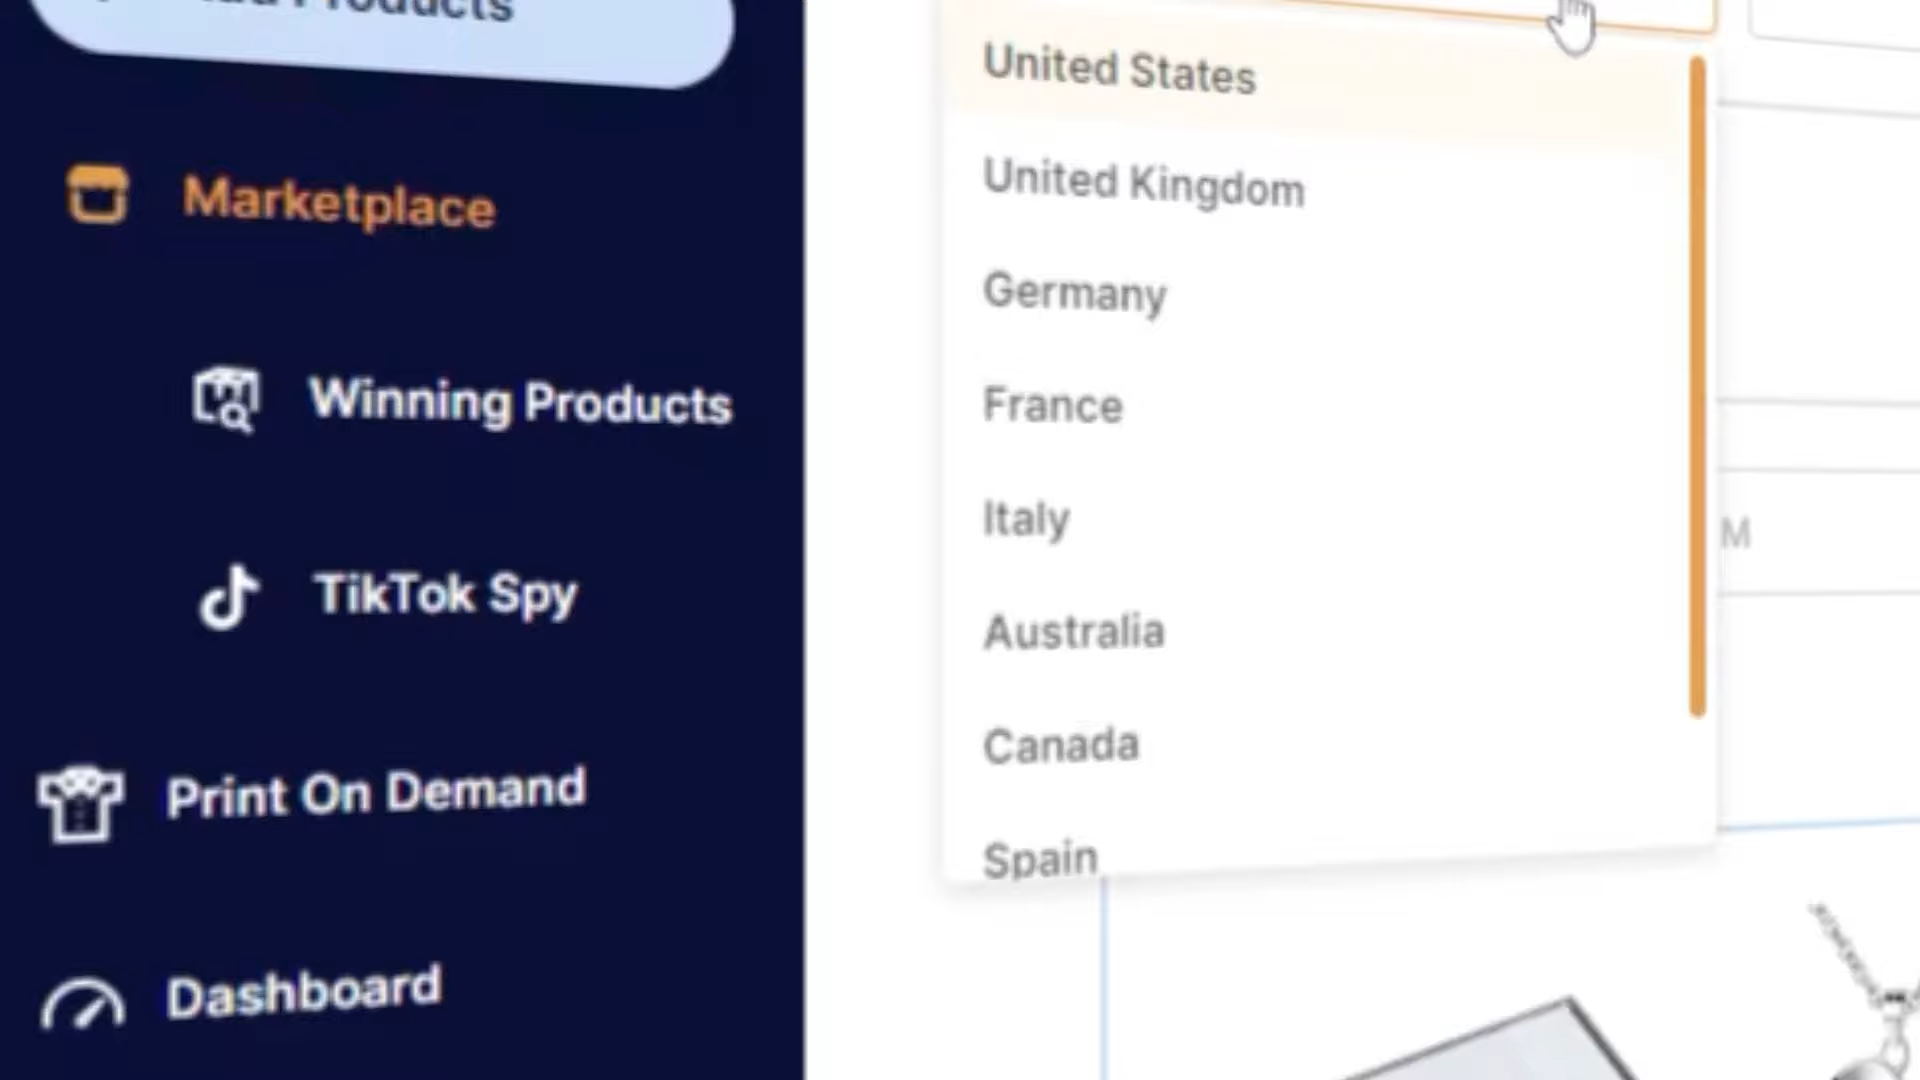 Products
Marketplace
Winning Products
TikTok Spy
Print On Demand
Dashboard
United States
United Kingdom
Germany
France
Italy
Australia
Canada
Spain
M